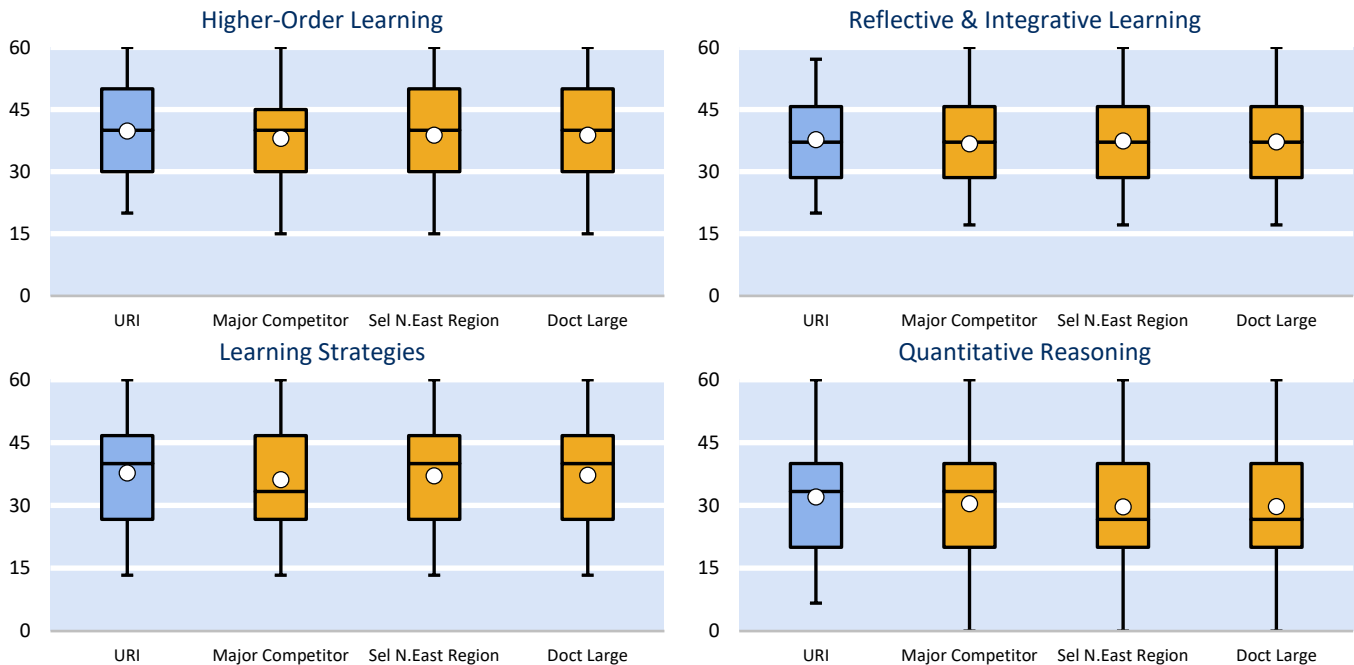 Higher-Order Learning
60
45
30
15
0
URI Major Competitor Sel N.East Region Doct Large
Reflective & Integrative Learning
60
45
30
15
0
URI Major Competitor Sel N.East Region Doct Large
Learning Strategies
60
45
30
15
0
URI Major Competitor Sel N.East Region Doct Large
Quantitative Reasoning
60
45
30
15
0
URI Major Competitor Sel N.East Region Doct Large